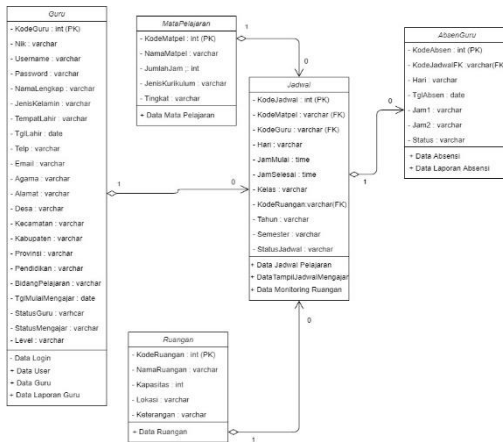 Guru
- KodeGuru : int (PK)
- Nik : varchar
- Username : varchar
- Password : varchar
- NamaLengkap : varchar
- JenisKelamin : varchar
- TempatLahir : varchar
- TglLahir : date
- Telp : varchar
- Email : varchar
- Agama : varchar
- Alamat : varchar
- Desa : varchar
- Kecamatan : varchar
- Kabupaten : varchar
- Provinsi : varchar
- Pendidikan : varchar
- BidangPelajaran : varchar
- TglMulaiMengajar : date
- StatusGuru : varhcar
- StatusMengajar : varchar
- Level : varchar
- Data Login
+ Data User
+ Data Guru
+ Data Laporan Guru
MataPelajaran
- KodeMatpel : int (PK)
- NamaMatpel : varchar
- JumlahJam ; int
- JenisKurikulum : varchar
- Tingkat : varchar
+ Data Mata Pelajaran
1
0
Jadwal
- KodeJadwal : int (PK)
- KodeMatpel : varchar (FK)
- KodeGuru : varchar (FK)
- Hari : varchar
- JamMulai : time
- JamSelesai : time
- Kelas : varchar
- KodeRuangan:varchar(FK)
- Tahun : varchar
- Semester : varchar
- StatusJadwal : varchar
+ Data Jadwal Pelajaran
+ DataTampilJadwalMengajar
+ Data Monitoring Ruangan
1
0
1
0
AbsenGuru
- KodeAbsen : int (PK)
- KodeJadwalFK : varchar(FK)
- Hari : varchar
- TglAbsen : date
- Jam1 : varchar
- Jam2 : varchar
- Status : varchar
+ Data Absensi
+ Data Laporan Absensi
Ruangan
- KodeRuangan : int (PK)
- NamaRuangan : varchar
- Kapasitas : int
- Lokasi : varchar
- Keterangan : varchar
+ Data Ruangan
1
0